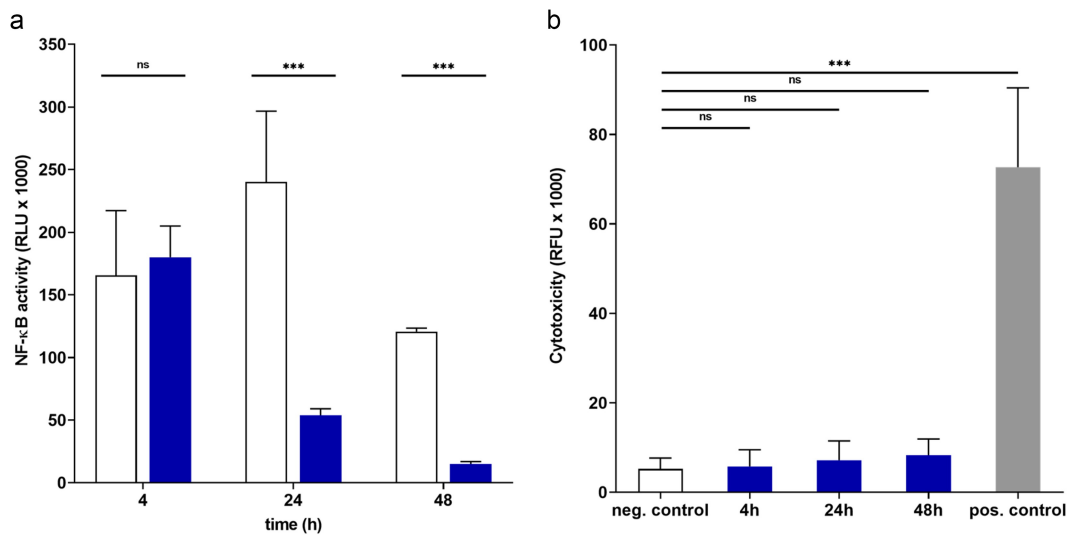 a
NF-κB activity (RLU x 1000)
350
300
250
200
150
100
50
0
ns
***
***
4
24
48
time (h)
b
Cytotoxicity (RFU x 1000)
100
80
60
40
20
0
***
ns
ns
ns
neg. control
4h
24h
48h
pos. control